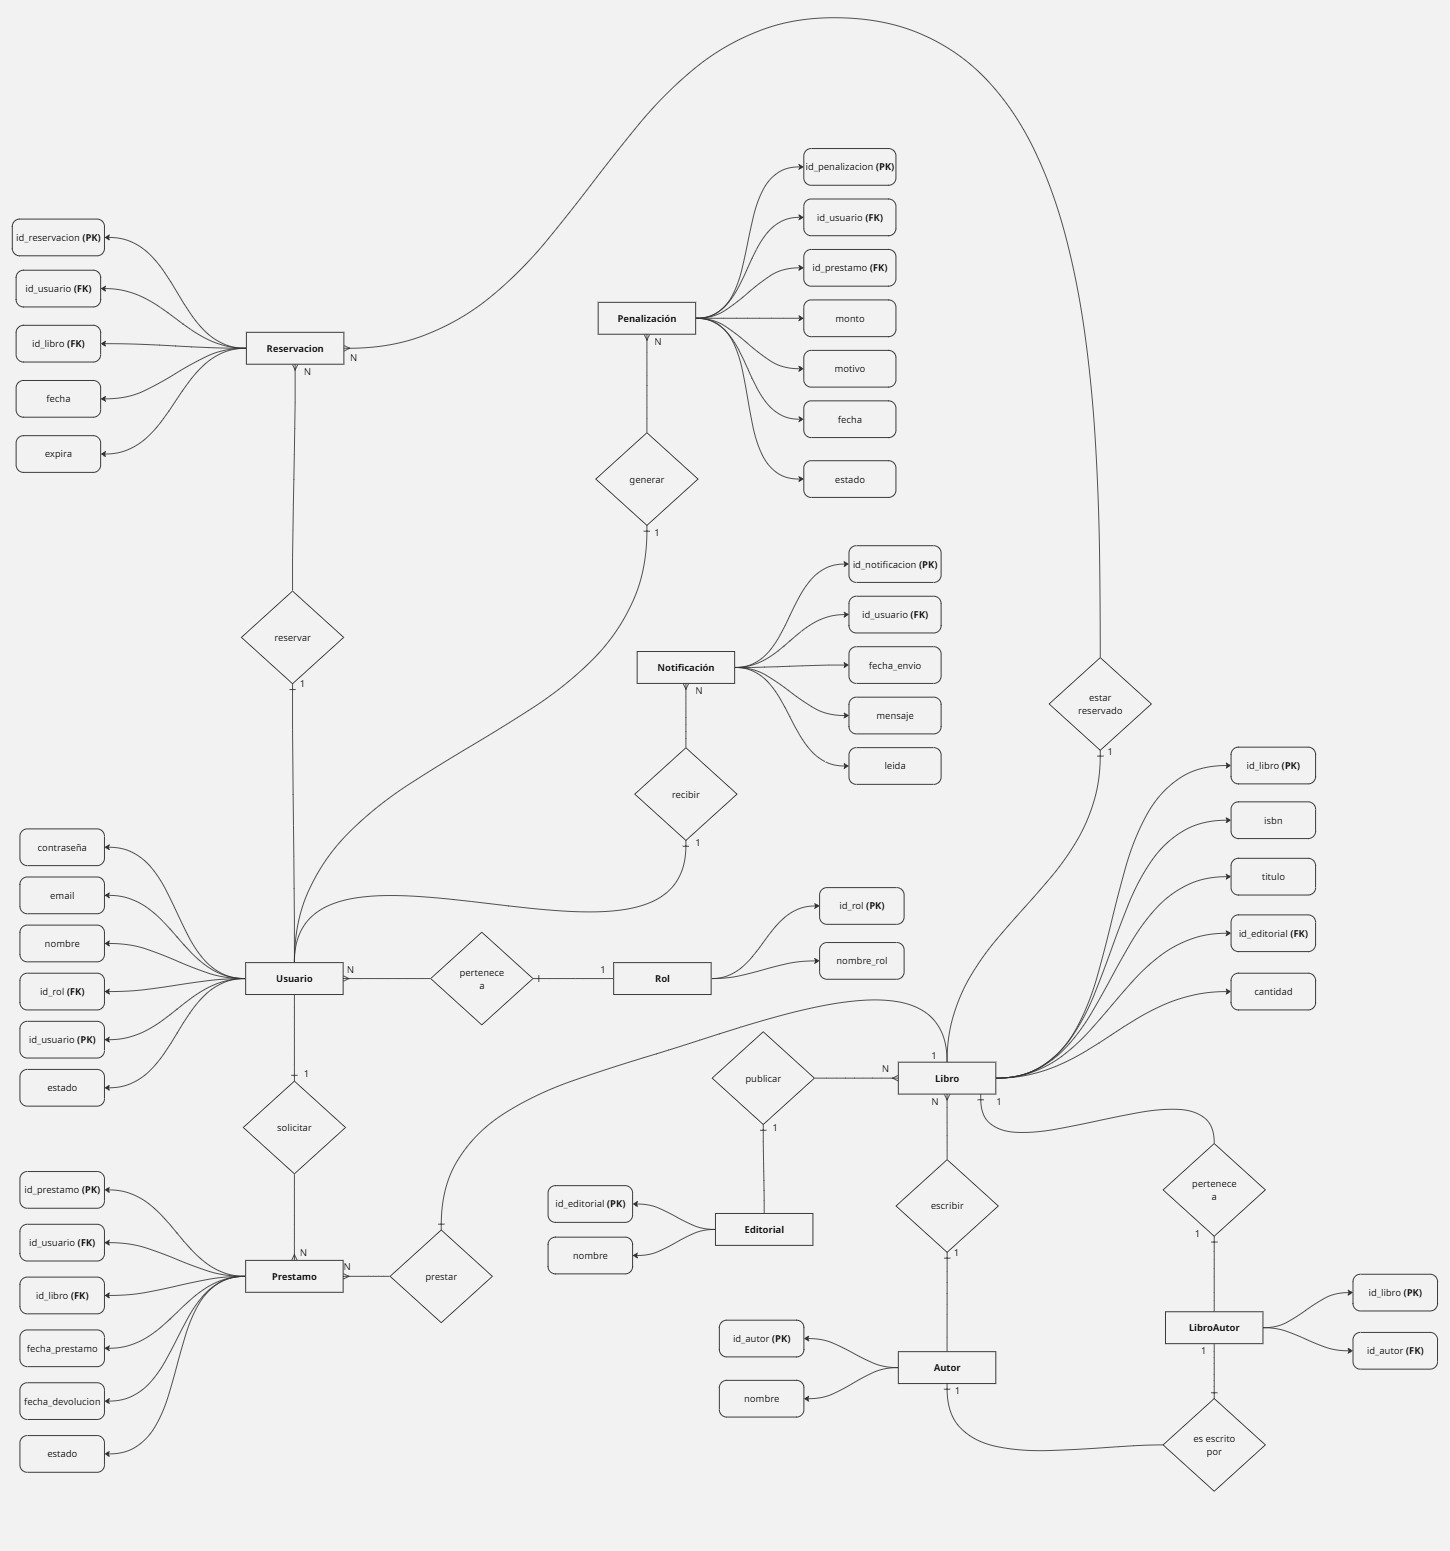 id_penalizacion (PK)
id_usuario (FK)
id_prestamo (FK)
Penalización
monto
N
motivo
fecha
estado
generar
1
id_reservacion (PK)
id_usuario (FK)
id_libro (FK)
Reservacion
N
N
fecha
expira
reservar
1
id_notificacion (PK)
id_usuario (FK)
Notificación
fecha_envio
N
mensaje
leida
recibir
1
estar
reservado
1
id_libro (PK)
isbn
titulo
id_editorial (FK)
cantidad
contraseña
email
nombre
id_rol (FK)
id_usuario (PK)
estado
Usuario
N
pertenece
a
1
Rol
id_rol (PK)
nombre_rol
1
solicitar
N
id_prestamo (PK)
id_usuario (FK)
id_libro (FK)
fecha_prestamo
fecha_devolucion
estado
Prestamo
N
prestar
publicar
N
1
1
Libro
N
1
id_editorial (PK)
nombre
Editorial
escribir
1
pertenece
a
1
id_autor (PK)
nombre
Autor
1
LibroAutor
1
id_libro (PK)
id_autor (FK)
es escrito
por